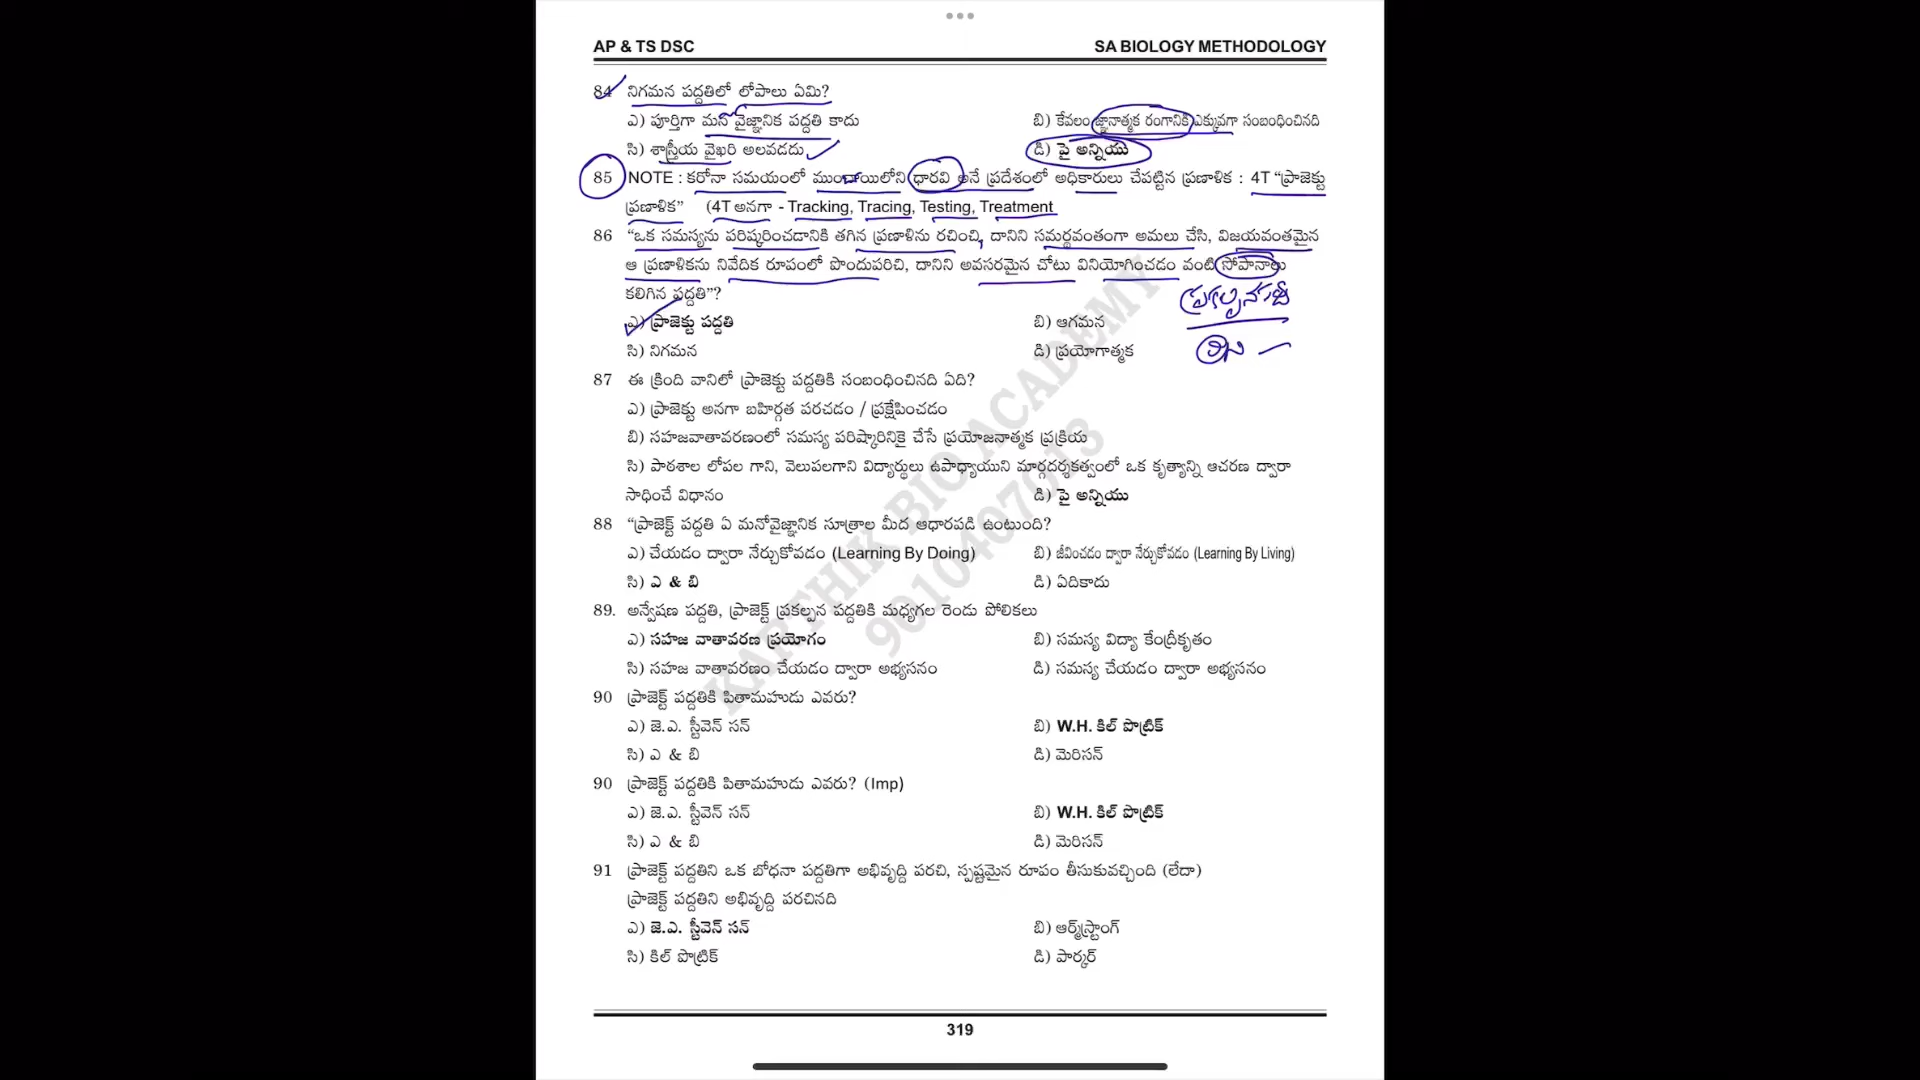 AP & TS DSC
SA BIOLOGY METHODOLOGY
84 నిగమన పద్ధతిలో లోపాలు ఏమి?
ఎ) పూర్తిగా మన వైజ్ఞానిక పద్ధతి కాదు
బి) కేవలం జ్ఞానాత్మక రంగానికి ఎక్కువగా సంబంధించినది
సి) శాస్త్రీయ వైఖరి అలవడదు
డి) పై అన్నియు
85 NOTE : కరోనా సమయంలో ముంబాయిలోని ధారవి అనే ప్రదేశంలో అధికారులు చేపట్టిన ప్రణాళిక : 4T “ప్రాజెక్టు
ప్రణాళిక” (4T అనగా - Tracking, Tracing, Testing, Treatment
86 “ఒక సమస్యను పరిష్కరించడానికి తగిన ప్రణాళిను రచించి, దానిని సమర్థవంతంగా అమలు చేసి, విజయవంతమైన
ఆ ప్రణాళికను నివేదిక రూపంలో పొందుపరిచి, దానిని అవసరమైన చోటు వినియోగించడం వంటి సోపానాలు
కలిగిన పద్ధతి”?
ఎ) ప్రాజెక్టు పద్ధతి
బి) ఆగమన
సి) నిగమన
డి) ప్రయోగాత్మక
87 ఈ క్రింది వానిలో ప్రాజెక్టు పద్ధతికి సంబంధించినది ఏది?
ఎ) ప్రాజెక్టు అనగా బహిర్గత పరచడం / ప్రక్షేపించడం
బి) సహజవాతావరణంలో సమస్య పరిష్కారినికై చేసే ప్రయోజనాత్మక ప్రక్రియ
సి) పాఠశాల లోపల గాని, వెలుపలగాని విద్యార్థులు ఉపాధ్యాయుని మార్గదర్శకత్వంలో ఒక కృత్యాన్ని ఆచరణ ద్వారా
సాధించే విధానం
డి) పై అన్నియు
88 “ప్రాజెక్ట్ పద్ధతి ఏ మనోవైజ్ఞానిక సూత్రాల మీద ఆధారపడి ఉంటుంది?
ఎ) చేయడం ద్వారా నేర్చుకోవడం (Learning By Doing)
బి) జీవించడం ద్వారా నేర్చుకోవడం (Learning By Living)
సి) ఎ & బి
డి) ఏదికాదు
89. అన్వేషణ పద్ధతి, ప్రాజెక్ట్ ప్రకల్పన పద్ధతికి మధ్యగల రెండు పోలికలు
ఎ) సహజ వాతావరణ ప్రయోగం
బి) సమస్య విద్యా కేంద్రీకృతం
సి) సహజ వాతావరణం చేయడం ద్వారా అభ్యసనం
డి) సమస్య చేయడం ద్వారా అభ్యసనం
90 ప్రాజెక్ట్ పద్ధతికి పితామహుడు ఎవరు?
ఎ) జె.ఎ. స్టీవెన్ సన్
బి) W.H. కిల్ పాట్రిక్
సి) ఎ & బి
డి) మెరిసన్
90 ప్రాజెక్ట్ పద్ధతికి పితామహుడు ఎవరు? (Imp)
ఎ) జె.ఎ. స్టీవెన్ సన్
బి) W.H. కిల్ పాట్రిక్
సి) ఎ & బి
డి) మెరిసన్
91 ప్రాజెక్ట్ పద్ధతిని ఒక బోధనా పద్ధతిగా అభివృద్ధి పరచి, స్పష్టమైన రూపం తీసుకువచ్చింది (లేదా)
ప్రాజెక్ట్ పద్ధతిని అభివృద్ధి పరచినది
ఎ) జె.ఎ. స్టీవెన్ సన్
బి) ఆర్మ్‌స్ట్రాంగ్
సి) కిల్ పాట్రిక్
డి) పార్కర్
KARTHIK BIO ACADEMY
9010407013
319